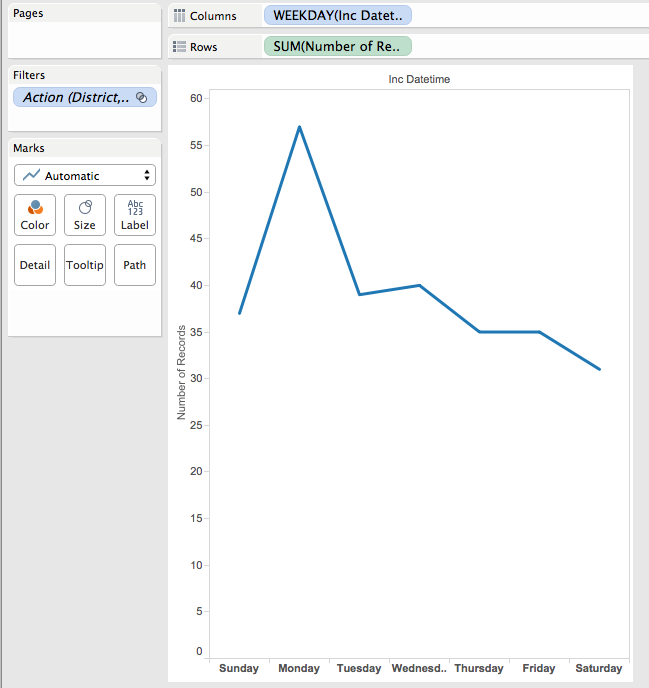 Pages
Columns
WEEKDAY(Inc Datet..
Rows
SUM(Number of Re..
Filters
Action (District,..
Marks
Automatic
Color
Size
Abc
123
Label
Detail
Tooltip
Path
Inc Datetime
Number of Records
60
55
50
45
40
35
30
25
20
15
10
5
0
Sunday Monday Tuesday Wednesd.. Thursday Friday Saturday